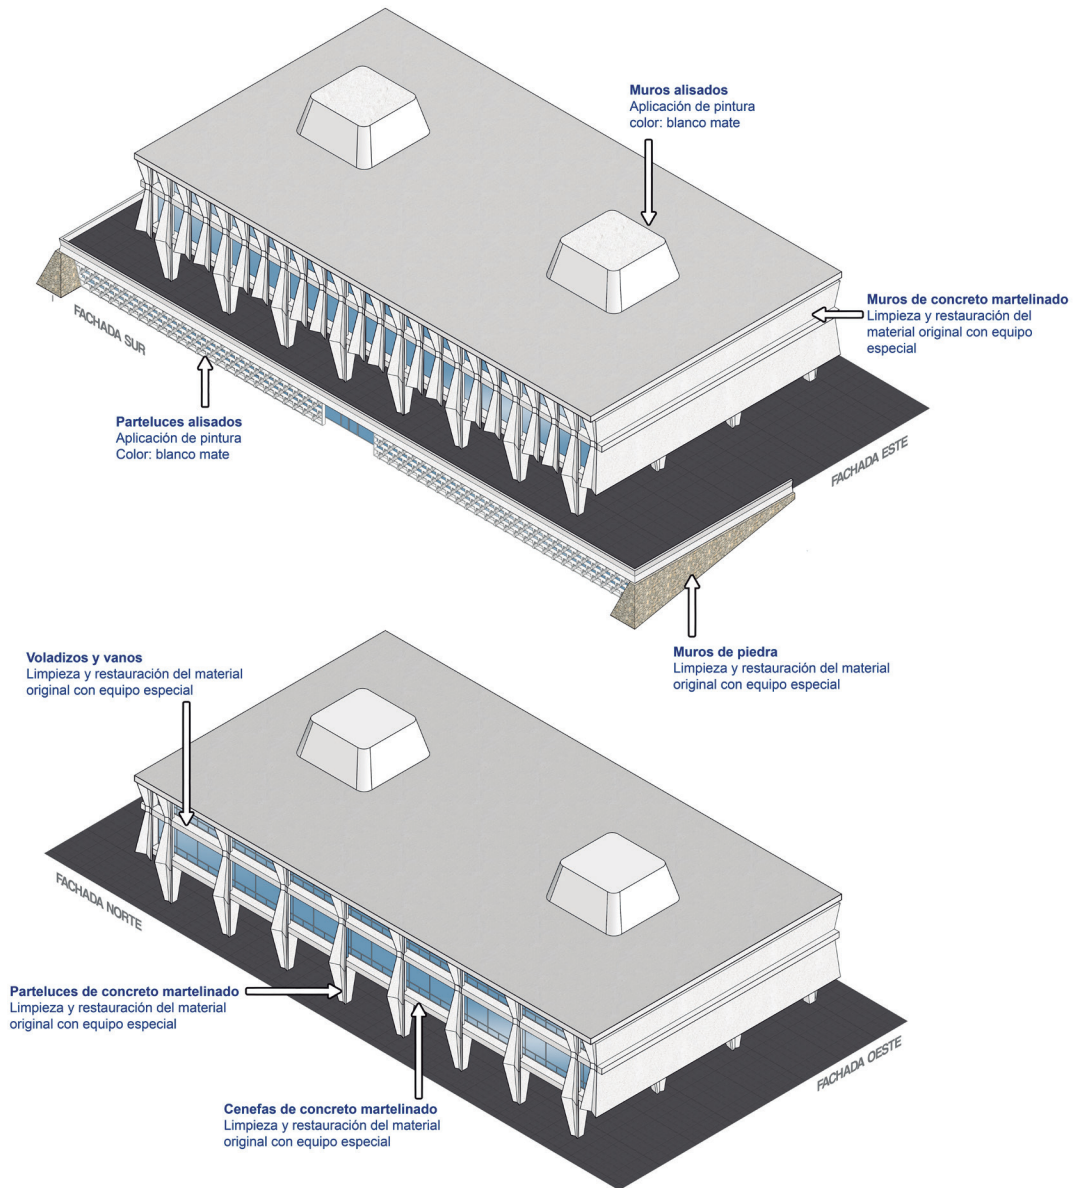 Muros alisados
Aplicación de pintura
color: blanco mate
Muros de concreto martelinado
Limpieza y restauración del
material original con equipo
especial
FACHADA SUR
Parteluces alisados
Aplicación de pintura
Color: blanco mate
FACHADA ESTE
Muros de piedra
Limpieza y restauración del material
original con equipo especial
Voladizos y vanos
Limpieza y restauración del material
original con equipo especial
FACHADA NORTE
Parteluces de concreto martelinado
Limpieza y restauración del material
original con equipo especial
FACHADA OESTE
Cenefas de concreto martelinado
Limpieza y restauración del material
original con equipo especial